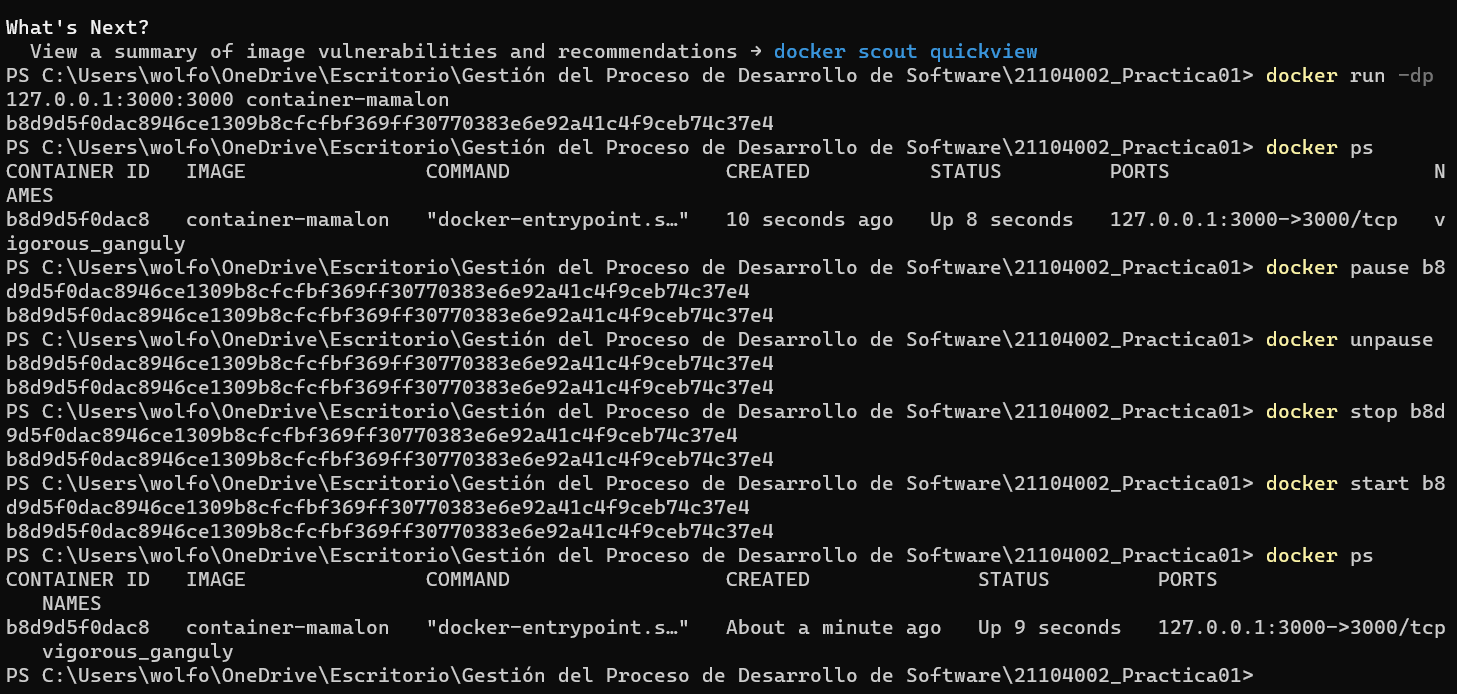 What's Next?
  View a summary of image vulnerabilities and recommendations → docker scout quickview
PS C:\Users\wolfo\OneDrive\Escritorio\Gestión del Proceso de Desarrollo de Software\21104002_Practica01> docker run -dp
127.0.0.1:3000:3000 container-mamalon
b8d9d5f0dac8946ce1309b8cfcfbf369ff30770383e6e92a41c4f9ceb74c37e4
PS C:\Users\wolfo\OneDrive\Escritorio\Gestión del Proceso de Desarrollo de Software\21104002_Practica01> docker ps
CONTAINER ID   IMAGE               COMMAND                  CREATED          STATUS         PORTS                      N
AMES
b8d9d5f0dac8   container-mamalon   "docker-entrypoint.s…"   10 seconds ago   Up 8 seconds   127.0.0.1:3000->3000/tcp   v
igorous_ganguly
PS C:\Users\wolfo\OneDrive\Escritorio\Gestión del Proceso de Desarrollo de Software\21104002_Practica01> docker pause b8
d9d5f0dac8946ce1309b8cfcfbf369ff30770383e6e92a41c4f9ceb74c37e4
b8d9d5f0dac8946ce1309b8cfcfbf369ff30770383e6e92a41c4f9ceb74c37e4
PS C:\Users\wolfo\OneDrive\Escritorio\Gestión del Proceso de Desarrollo de Software\21104002_Practica01> docker unpause
b8d9d5f0dac8946ce1309b8cfcfbf369ff30770383e6e92a41c4f9ceb74c37e4
b8d9d5f0dac8946ce1309b8cfcfbf369ff30770383e6e92a41c4f9ceb74c37e4
PS C:\Users\wolfo\OneDrive\Escritorio\Gestión del Proceso de Desarrollo de Software\21104002_Practica01> docker stop b8d
9d5f0dac8946ce1309b8cfcfbf369ff30770383e6e92a41c4f9ceb74c37e4
b8d9d5f0dac8946ce1309b8cfcfbf369ff30770383e6e92a41c4f9ceb74c37e4
PS C:\Users\wolfo\OneDrive\Escritorio\Gestión del Proceso de Desarrollo de Software\21104002_Practica01> docker start b8
d9d5f0dac8946ce1309b8cfcfbf369ff30770383e6e92a41c4f9ceb74c37e4
b8d9d5f0dac8946ce1309b8cfcfbf369ff30770383e6e92a41c4f9ceb74c37e4
PS C:\Users\wolfo\OneDrive\Escritorio\Gestión del Proceso de Desarrollo de Software\21104002_Practica01> docker ps
CONTAINER ID   IMAGE               COMMAND                  CREATED              STATUS         PORTS
   NAMES
b8d9d5f0dac8   container-mamalon   "docker-entrypoint.s…"   About a minute ago   Up 9 seconds   127.0.0.1:3000->3000/tcp
   vigorous_ganguly
PS C:\Users\wolfo\OneDrive\Escritorio\Gestión del Proceso de Desarrollo de Software\21104002_Practica01>